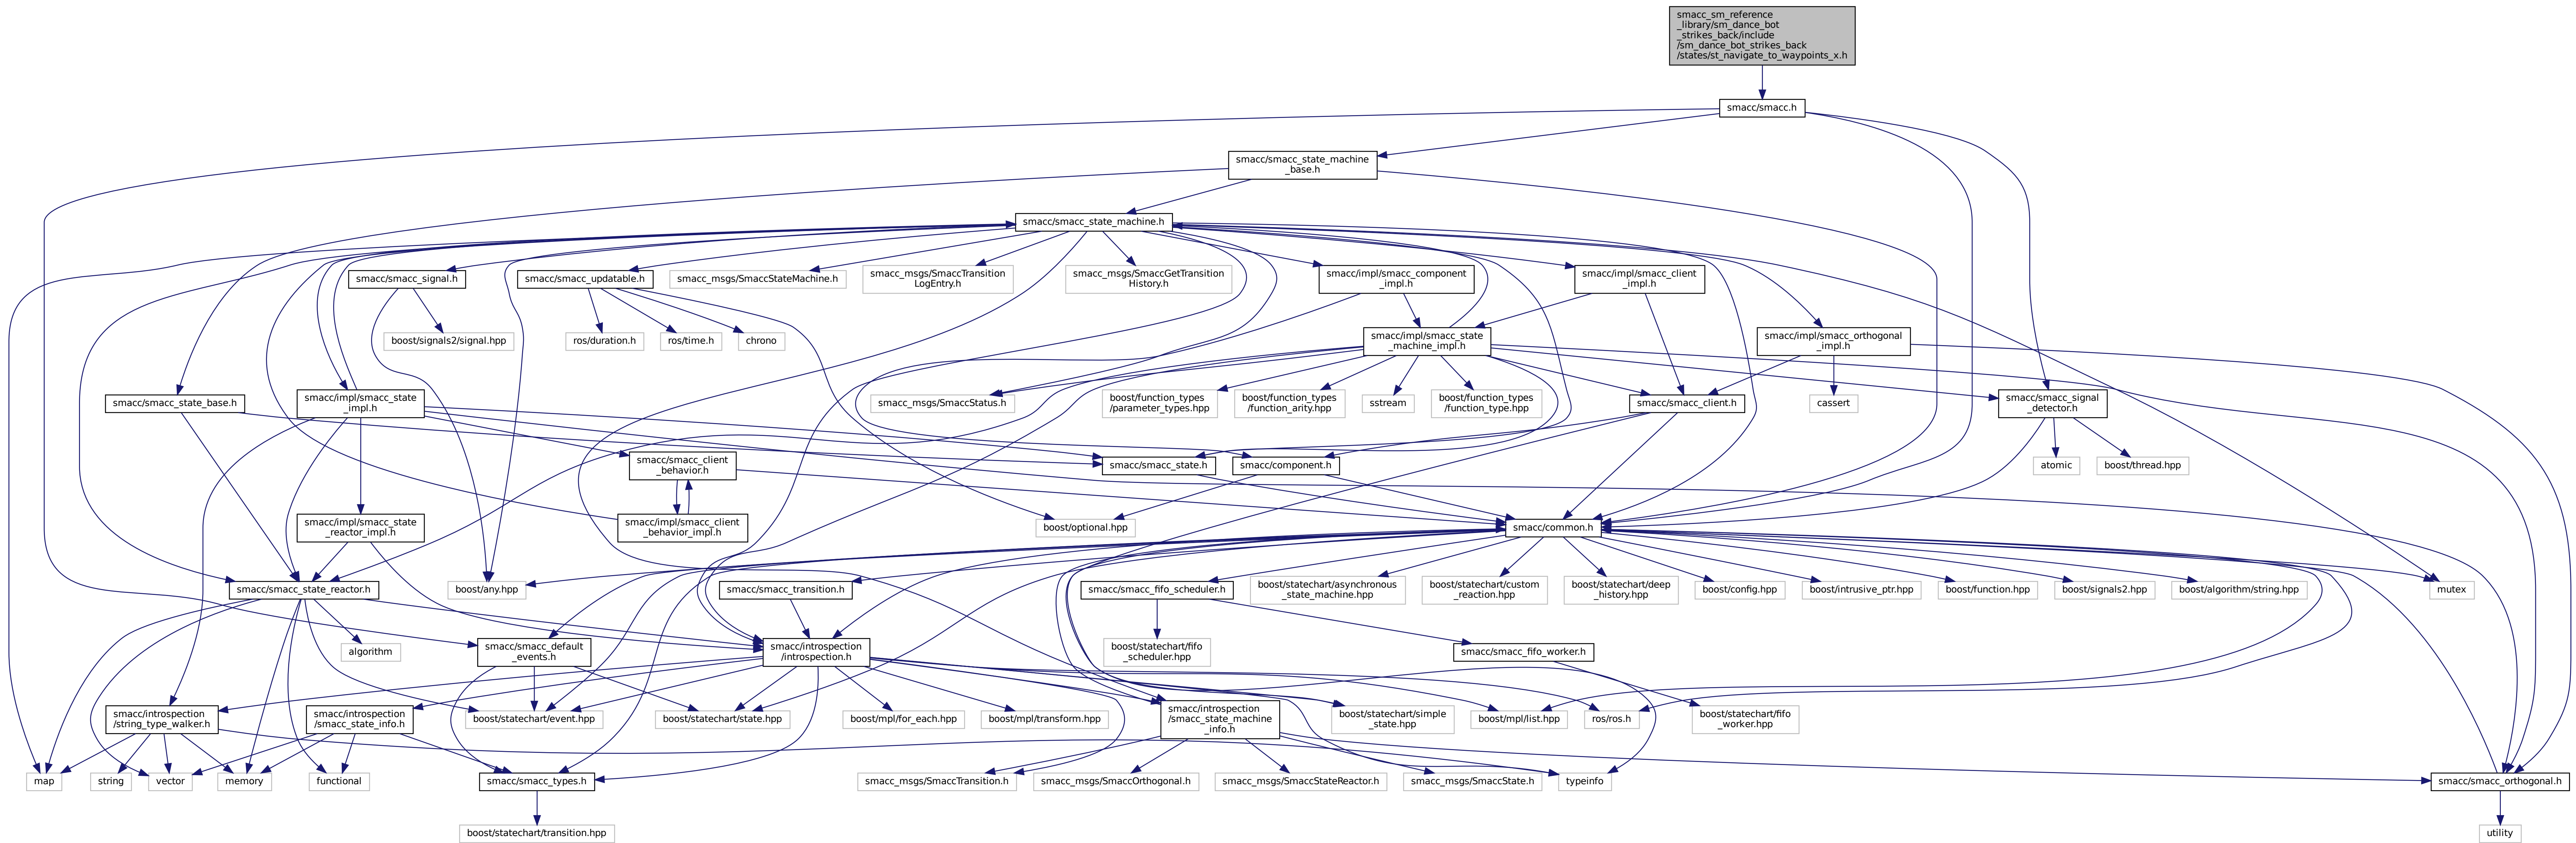 smacc_sm_reference
_library/sm_dance_bot
_strikes_back/include
/sm_dance_bot_strikes_back
/states/st_navigate_to_waypoints_x.h
smacc/smacc.h
smacc/smacc_state_machine
_base.h
smacc/smacc_state_machine.h
smacc/smacc_signal.h
smacc/smacc_updatable.h
smacc_msgs/SmaccStateMachine.h
smacc_msgs/SmaccTransition
LogEntry.h
smacc_msgs/SmaccGetTransition
History.h
smacc/impl/smacc_component
_impl.h
smacc/impl/smacc_client
_impl.h
boost/signals2/signal.hpp
ros/duration.h
ros/time.h
chrono
smacc/impl/smacc_state
_machine_impl.h
smacc/impl/smacc_orthogonal
_impl.h
smacc/smacc_state_base.h
smacc/impl/smacc_state
_impl.h
smacc_msgs/SmaccStatus.h
boost/function_types
/parameter_types.hpp
boost/function_types
/function_arity.hpp
sstream
boost/function_types
/function_type.hpp
smacc/smacc_client.h
cassert
smacc/smacc_signal
_detector.h
smacc/smacc_client
_behavior.h
smacc/smacc_state.h
smacc/component.h
atomic
boost/thread.hpp
smacc/impl/smacc_state
_reactor_impl.h
smacc/impl/smacc_client
_behavior_impl.h
boost/optional.hpp
smacc/common.h
smacc/smacc_state_reactor.h
boost/any.hpp
smacc/smacc_transition.h
smacc/smacc_fifo_scheduler.h
boost/statechart/asynchronous
_state_machine.hpp
boost/statechart/custom
_reaction.hpp
boost/statechart/deep
_history.hpp
boost/config.hpp
boost/intrusive_ptr.hpp
boost/function.hpp
boost/signals2.hpp
boost/algorithm/string.hpp
mutex
algorithm
smacc/smacc_default
_events.h
smacc/introspection
/introspection.h
boost/statechart/fifo
_scheduler.hpp
smacc/smacc_fifo_worker.h
smacc/introspection
/string_type_walker.h
smacc/introspection
/smacc_state_info.h
boost/statechart/event.hpp
boost/statechart/state.hpp
boost/mpl/for_each.hpp
boost/mpl/transform.hpp
smacc/introspection
/smacc_state_machine
_info.h
boost/statechart/simple
_state.hpp
boost/mpl/list.hpp
ros/ros.h
boost/statechart/fifo
_worker.hpp
map
string
vector
memory
functional
smacc/smacc_types.h
smacc_msgs/SmaccTransition.h
smacc_msgs/SmaccOrthogonal.h
smacc_msgs/SmaccStateReactor.h
smacc_msgs/SmaccState.h
typeinfo
smacc/smacc_orthogonal.h
boost/statechart/transition.hpp
utility